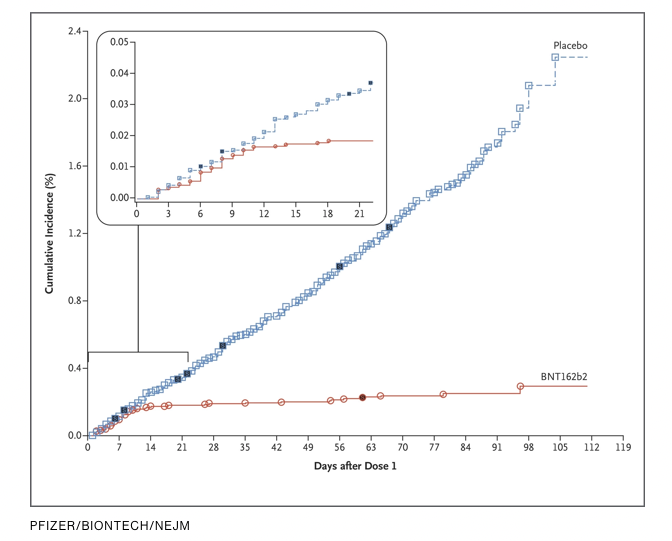 2.4
2.0
1.6
1.2
0.8
0.4
0.0
Cumulative Incidence (%)
0.05
0.04
0.03
0.02
0.01
0.00
0 3 6 9 12 15 18 21
Placebo
BNT162b2
0 7 14 21 28 35 42 49 56 63 70 77 84 91 98 105 112 119
Days after Dose 1
PFIZER/BIONTECH/NEJM